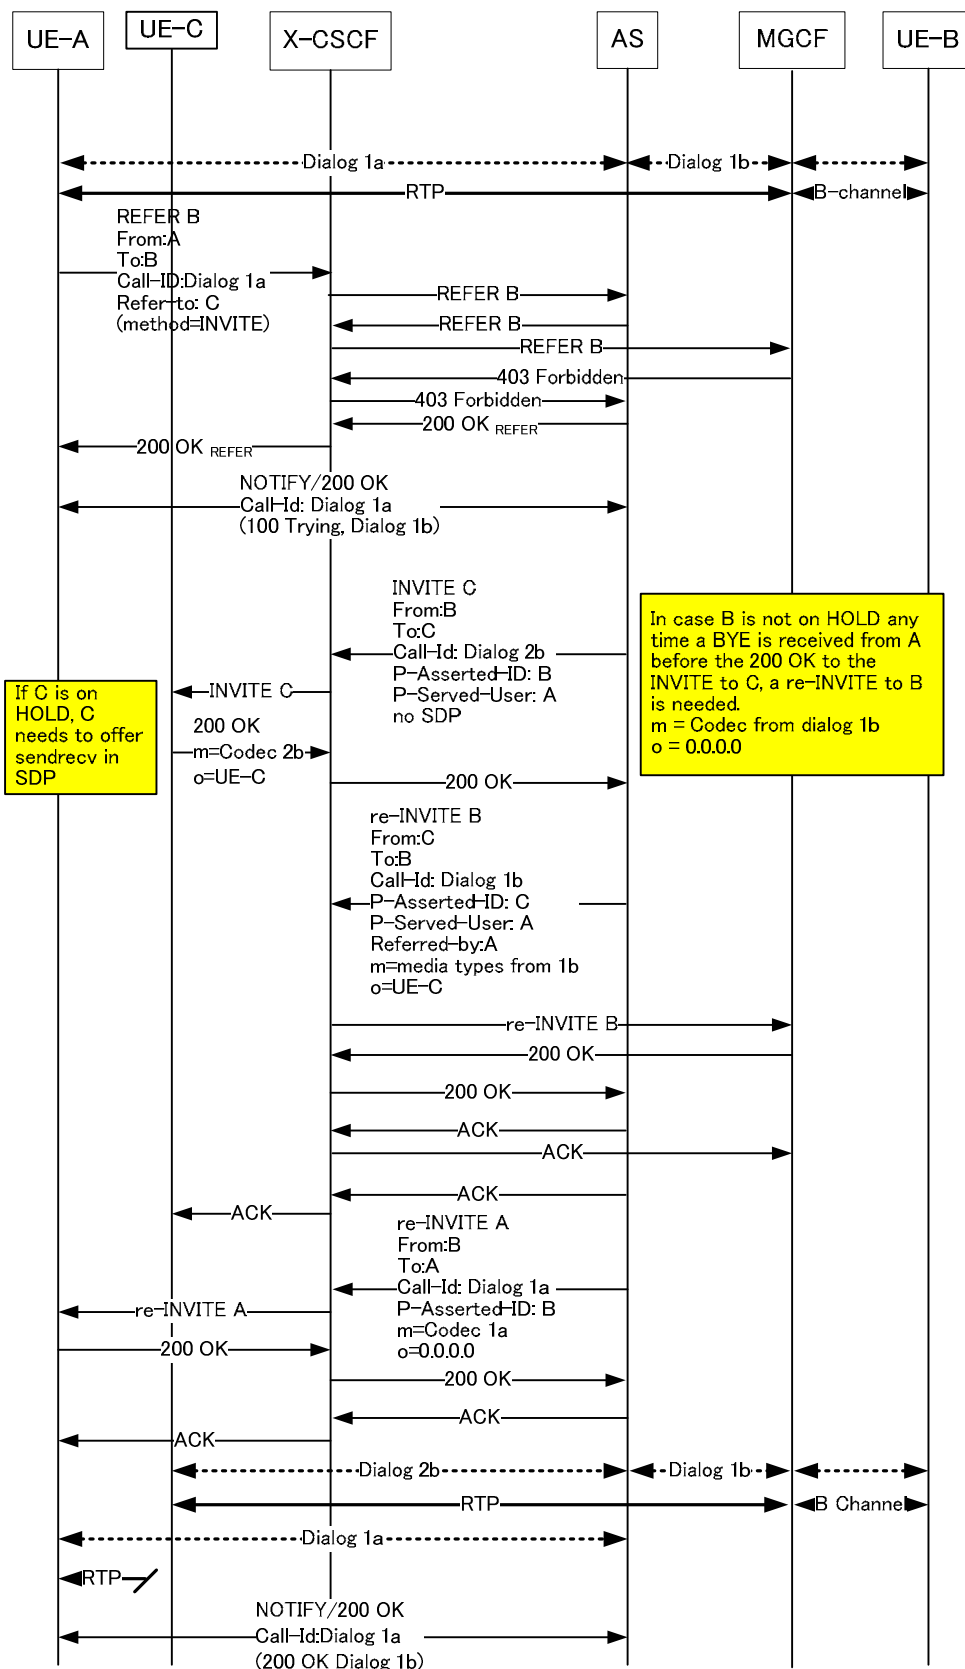 UE-A
UE-C
X-CSCF
AS
MGCF
UE-B
Dialog 1a
Dialog 1b
RTP
B-channel
REFER B
From:A
To:B
Call-ID:Dialog 1a
Refer-to: C
(method=INVITE)
REFER B
REFER B
REFER B
403 Forbidden
403 Forbidden
200 OK REFER
200 OK REFER
NOTIFY/200 OK
Call-Id: Dialog 1a
(100 Trying, Dialog 1b)
INVITE C
From:B
To:C
Call-Id: Dialog 2b
P-Asserted-ID: B
P-Served-User: A
no SDP
In case B is not on HOLD any
time a BYE is received from A
before the 200 OK to the
INVITE to C, a re-INVITE to B
is needed.
m = Codec from dialog 1b
o = 0.0.0.0
INVITE C
If C is on
HOLD, C
needs to offer
sendrecv in
SDP
200 OK
m=Codec 2b
o=UE-C
200 OK
re-INVITE B
From:C
To:B
Call-Id: Dialog 1b
P-Asserted-ID: C
P-Served-User: A
Referred-by:A
m=media types from 1b
o=UE-C
re-INVITE B
200 OK
200 OK
ACK
ACK
ACK
ACK
re-INVITE A
From:B
To:A
Call-Id: Dialog 1a
P-Asserted-ID: B
m=Codec 1a
o=0.0.0.0
re-INVITE A
200 OK
200 OK
ACK
ACK
Dialog 2b
Dialog 1b
RTP
B Channel
Dialog 1a
RTP
NOTIFY/200 OK
Call-Id:Dialog 1a
(200 OK Dialog 1b)